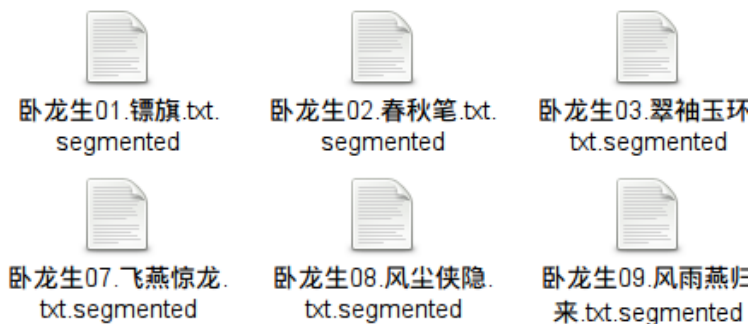 卧龙生01.镖旗.txt.
segmented
卧龙生02.春秋笔.txt.
segmented
卧龙生03.翠袖玉环
txt.segmented
卧龙生07.飞燕惊龙.
txt.segmented
卧龙生08.风尘侠隐.
txt.segmented
卧龙生09.风雨燕归
来.txt.segmented